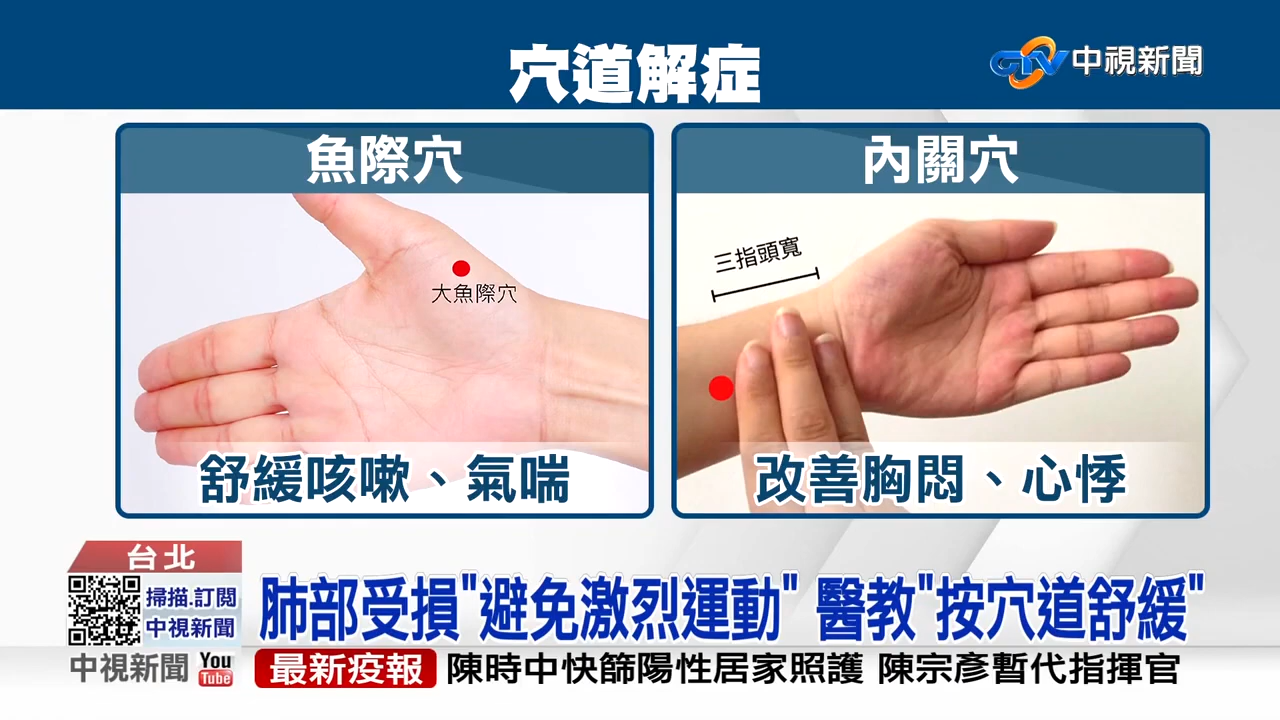 穴道解症
CTV 中視新聞
魚際穴
大魚際穴
舒緩咳嗽、氣喘
內關穴
三指頭寬
改善胸悶、心悸
台北
掃描.訂閱
中視新聞
肺部受損"避免激烈運動" 醫教"按穴道舒緩"
中視新聞 You Tube
最新疫報 陳時中快篩陽性居家照護 陳宗彥暫代指揮官